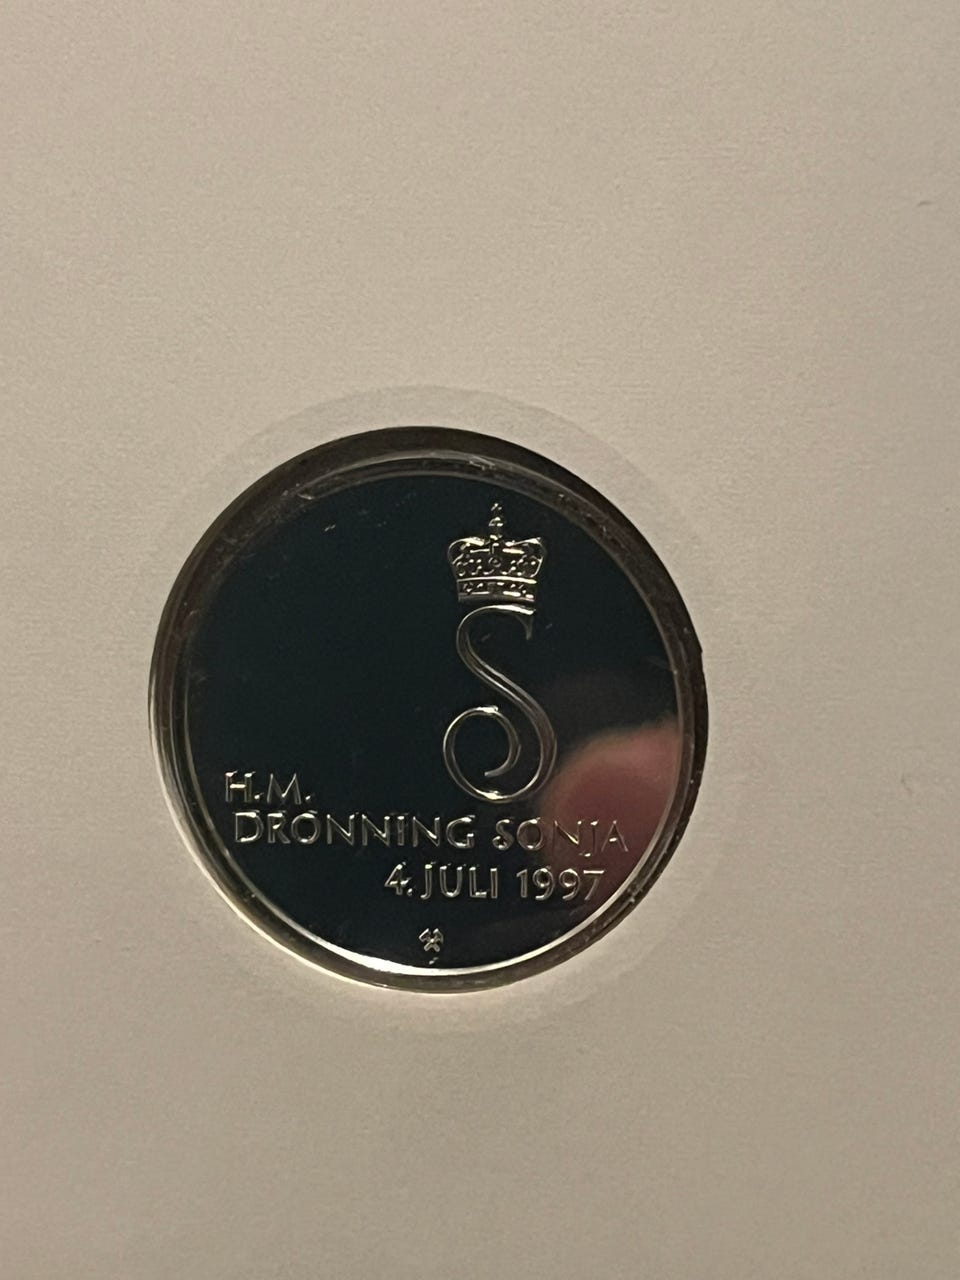 S
H.M.
DRONNING SONJA
4. JULI 1997